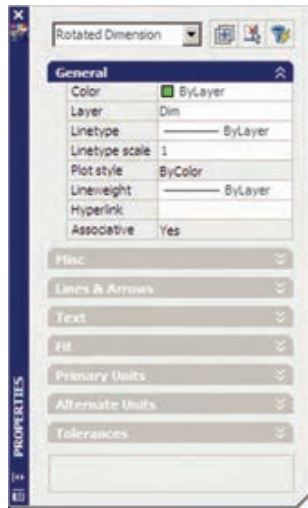 Rotated Dimension
General
Color ByLayer
Layer Dim
Linetype ByLayer
Linetype scale 1
Plot style ByColor
Lineweight ByLayer
Hyperlink
Associative Yes
Misc
Lines & Arrows
Text
Fit
Primary Units
Alternate Units
Tolerances
PROPERTIES